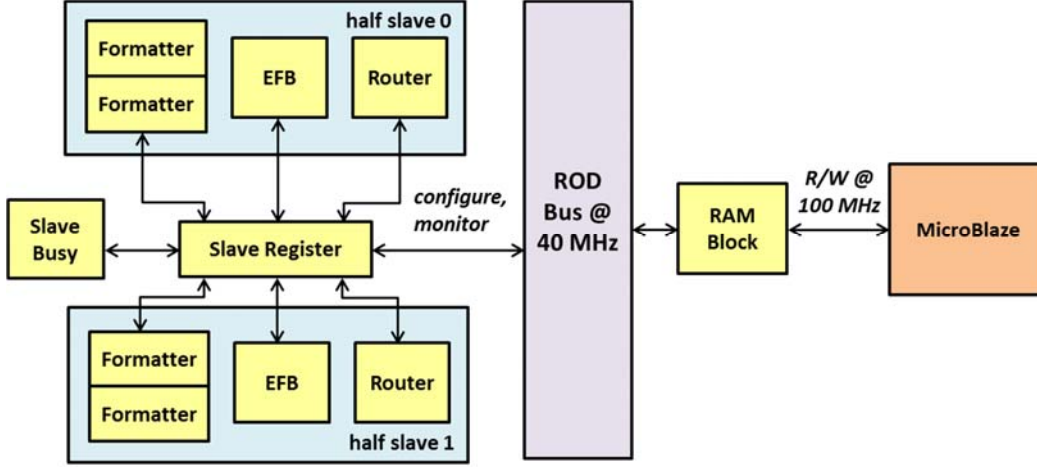 half slave 0
Formatter
Formatter
EFB
Router
configure,
monitor
Slave
Busy
Slave Register
ROD
Bus @
40 MHz
RAM
Block
R/W @
100 MHz
MicroBlaze
Formatter
Formatter
EFB
Router
half slave 1